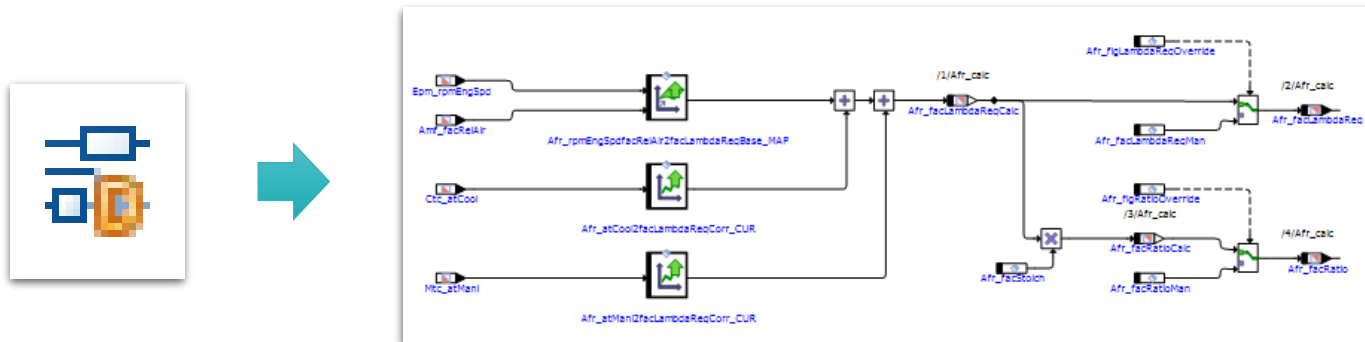 Afr_flgLambdaReqOverride
/1/Afr_calc
/2/Afr_calc
Epm_rpmEngSpd
Afr_facLambdaReqCalc
Afr_facLambdaReq
Amf_facRelAir
Afr_rpmEngSpdfacRelAir2facLambdaReqBase_MAP
Afr_facLambdaReqMan
Ctc_atCool
Afr_flgRatioOverride
/3/Afr_calc
Afr_atCool2facLambdaReqCorr_CUR
/4/Afr_calc
Afr_facRatioCalc
Afr_facRatio
Afr_facStoich
Mtc_atMani
Afr_facRatioMan
Afr_atMani2facLambdaReqCorr_CUR